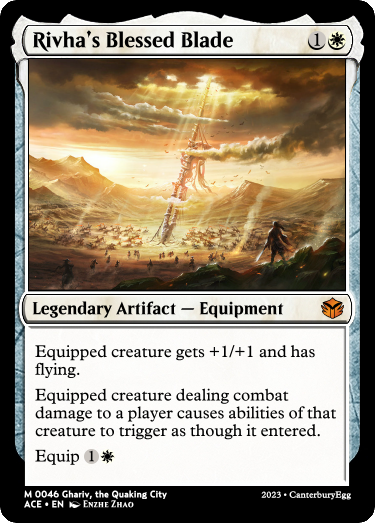 Rivha's Blessed Blade 1
Legendary Artifact — Equipment
Equipped creature gets +1/+1 and has
flying.
Equipped creature dealing combat
damage to a player causes abilities of that
creature to trigger as though it entered.
Equip 1
M 0046 Ghariv, the Quaking City
ACE • EN Enzhe Zhao
2023 • CanterburyEgg